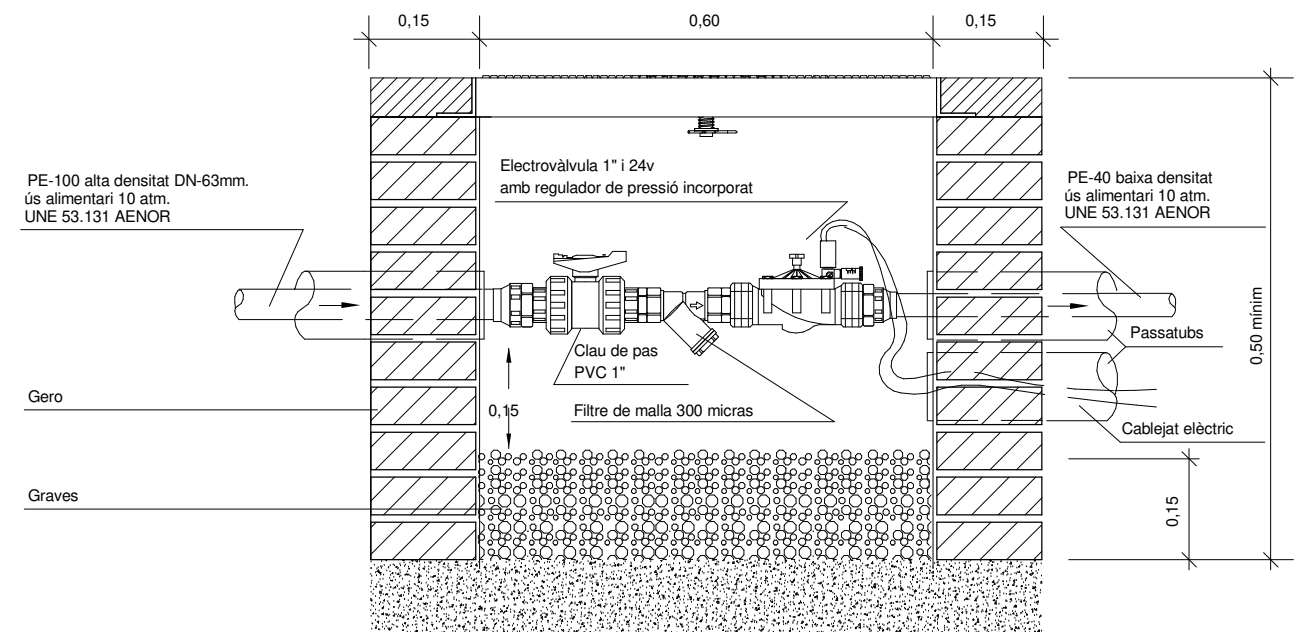 0,15
0,60
0,15
Electrovàlvula 1" i 24v
amb regulador de pressió incorporat
PE-100 alta densitat DN-63mm.
ús alimentari 10 atm.
UNE 53.131 AENOR
PE-40 baixa densitat
ús alimentari 10 atm.
UNE 53.131 AENOR
0,50 mínim
Passatubs
Clau de pas
PVC 1"
Gero
0,15
Filtre de malla 300 micras
Cablejat elèctric
Graves
0,15